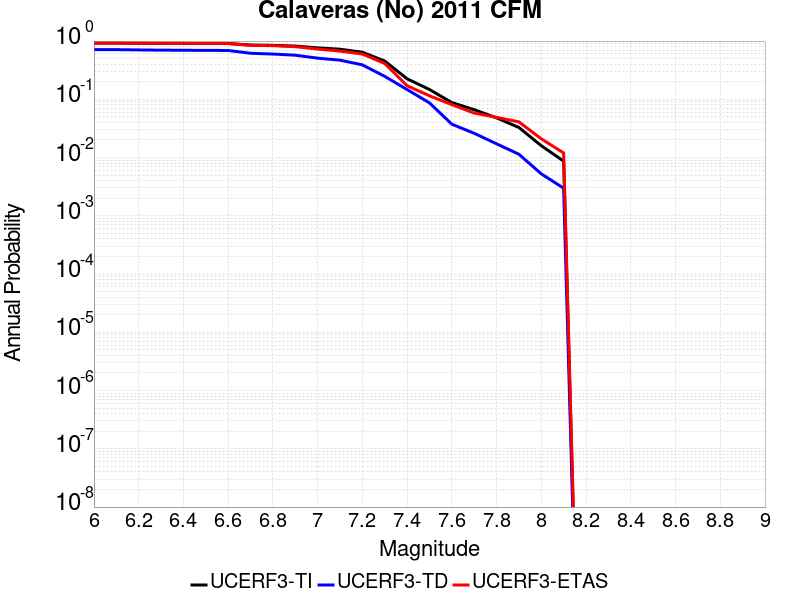 Calaveras (No) 2011 CFM
10^0
10^-1
10^-2
10^-3
10^-4
10^-5
10^-6
10^-7
10^-8
Annual Probability
6 6.2 6.4 6.6 6.8 7 7.2 7.4 7.6 7.8 8 8.2 8.4 8.6 8.8 9
Magnitude
UCERF3-TI UCERF3-TD UCERF3-ETAS